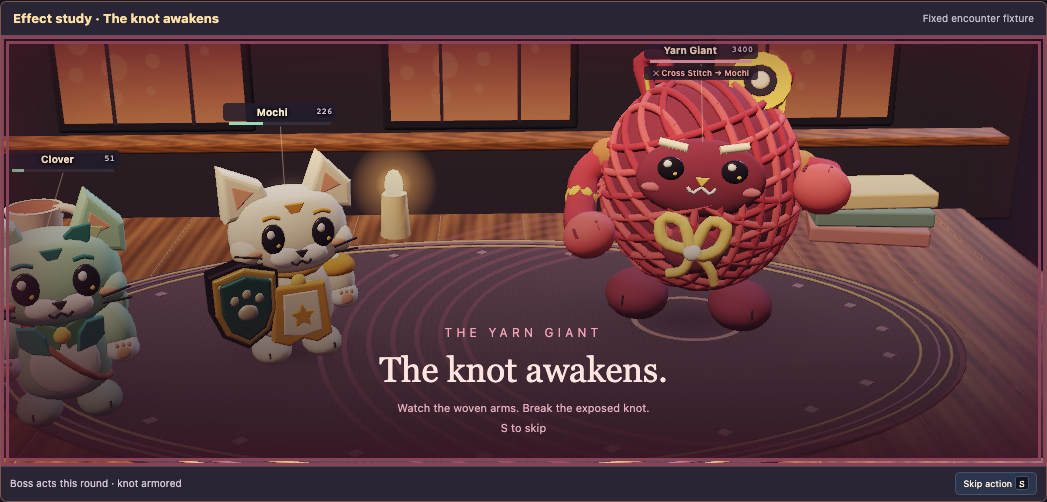 Effect study · The knot awakens
Fixed encounter fixture
Yarn Giant 3400
× Cross Stitch → Mochi
Mochi 226
Clover 51
THE YARN GIANT
The knot awakens.
Watch the woven arms. Break the exposed knot.
S to skip
Boss acts this round · knot armored
Skip action S